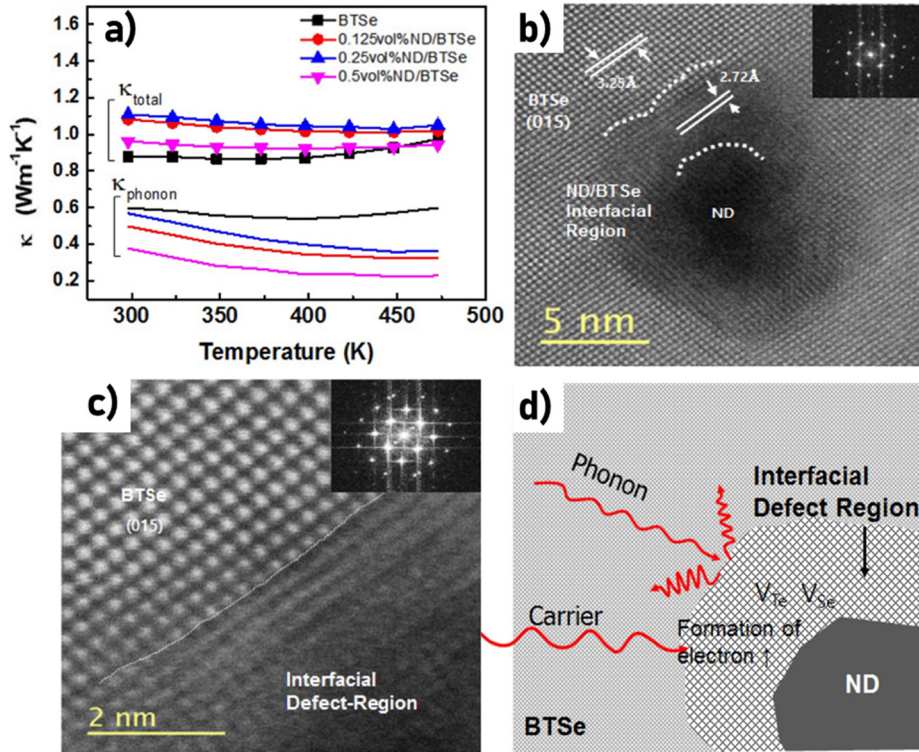 a)
1.6
1.4
1.2
1.0
0.8
0.6
0.4
0.2
κ (Wm⁻¹K⁻¹)
300
350
400
450
500
Temperature (K)
BTSe
0.125vol%ND/BTSe
0.25vol%ND/BTSe
0.5vol%ND/BTSe
κtotal
κphonon
b)
3.25Å
2.72Å
BTSe
(015)
ND/BTSe
Interfacial
Region
ND
5 nm
c)
BTSe
(015)
Interfacial
Defect-Region
2 nm
d)
Phonon
Interfacial
Defect Region
VTe VSe
Carrier
Formation of
electron ↑
ND
BTSe